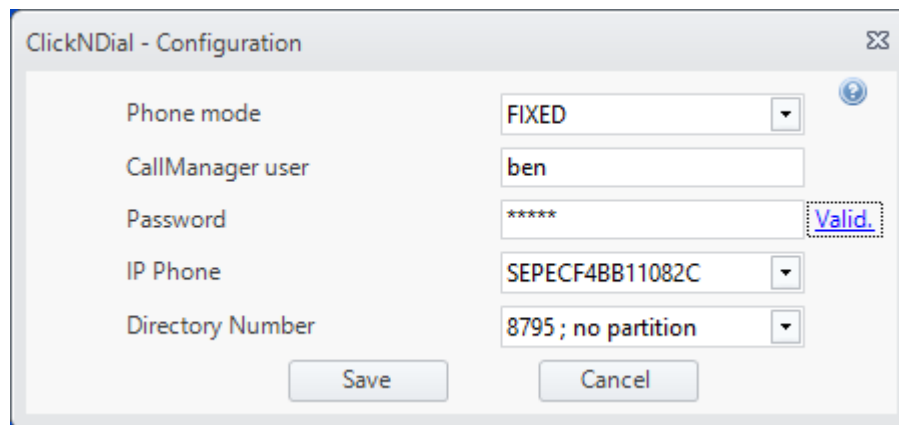 ClickNDial - Configuration
Phone mode FIXED
CallManager user ben
Password ***** Valid.
IP Phone SEPECF4BB11082C
Directory Number 8795 ; no partition
Save Cancel